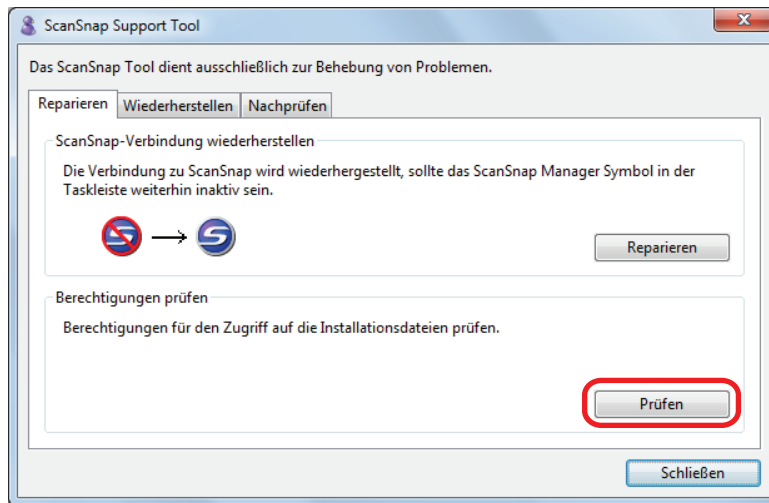 ScanSnap Support Tool
Das ScanSnap Tool dient ausschließlich zur Behebung von Problemen.
Reparieren Wiederherstellen Nachprüfen
ScanSnap-Verbindung wiederherstellen
Die Verbindung zu ScanSnap wird wiederhergestellt, sollte das ScanSnap Manager Symbol in der
Taskleiste weiterhin inaktiv sein.
Reparieren
Berechtigungen prüfen
Berechtigungen für den Zugriff auf die Installationsdateien prüfen.
Prüfen
Schließen